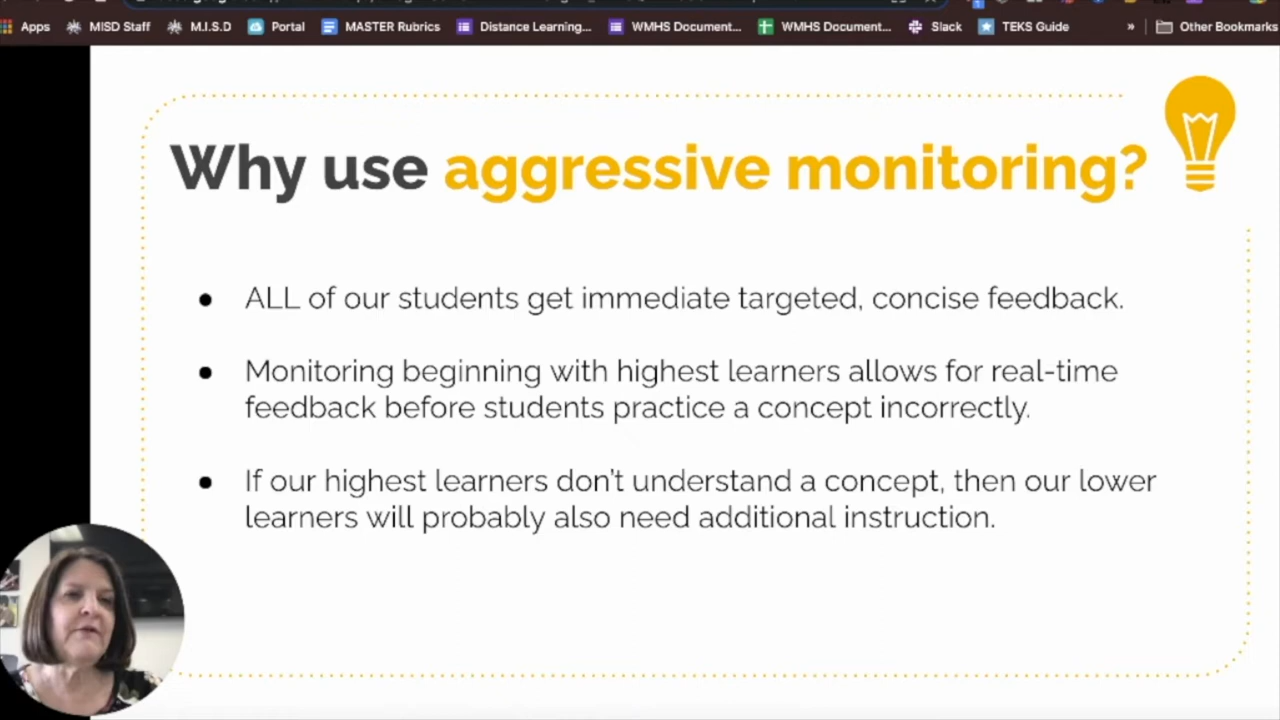 Apps MISD Staff M.I.S.D Portal MASTER Rubrics Distance Learning... WMHS Document... WMHS Document... Slack TEKS Guide » Other Bookmarks
Why use aggressive monitoring?
● ALL of our students get immediate targeted, concise feedback.
● Monitoring beginning with highest learners allows for real-time
feedback before students practice a concept incorrectly.
● If our highest learners don't understand a concept, then our lower
learners will probably also need additional instruction.